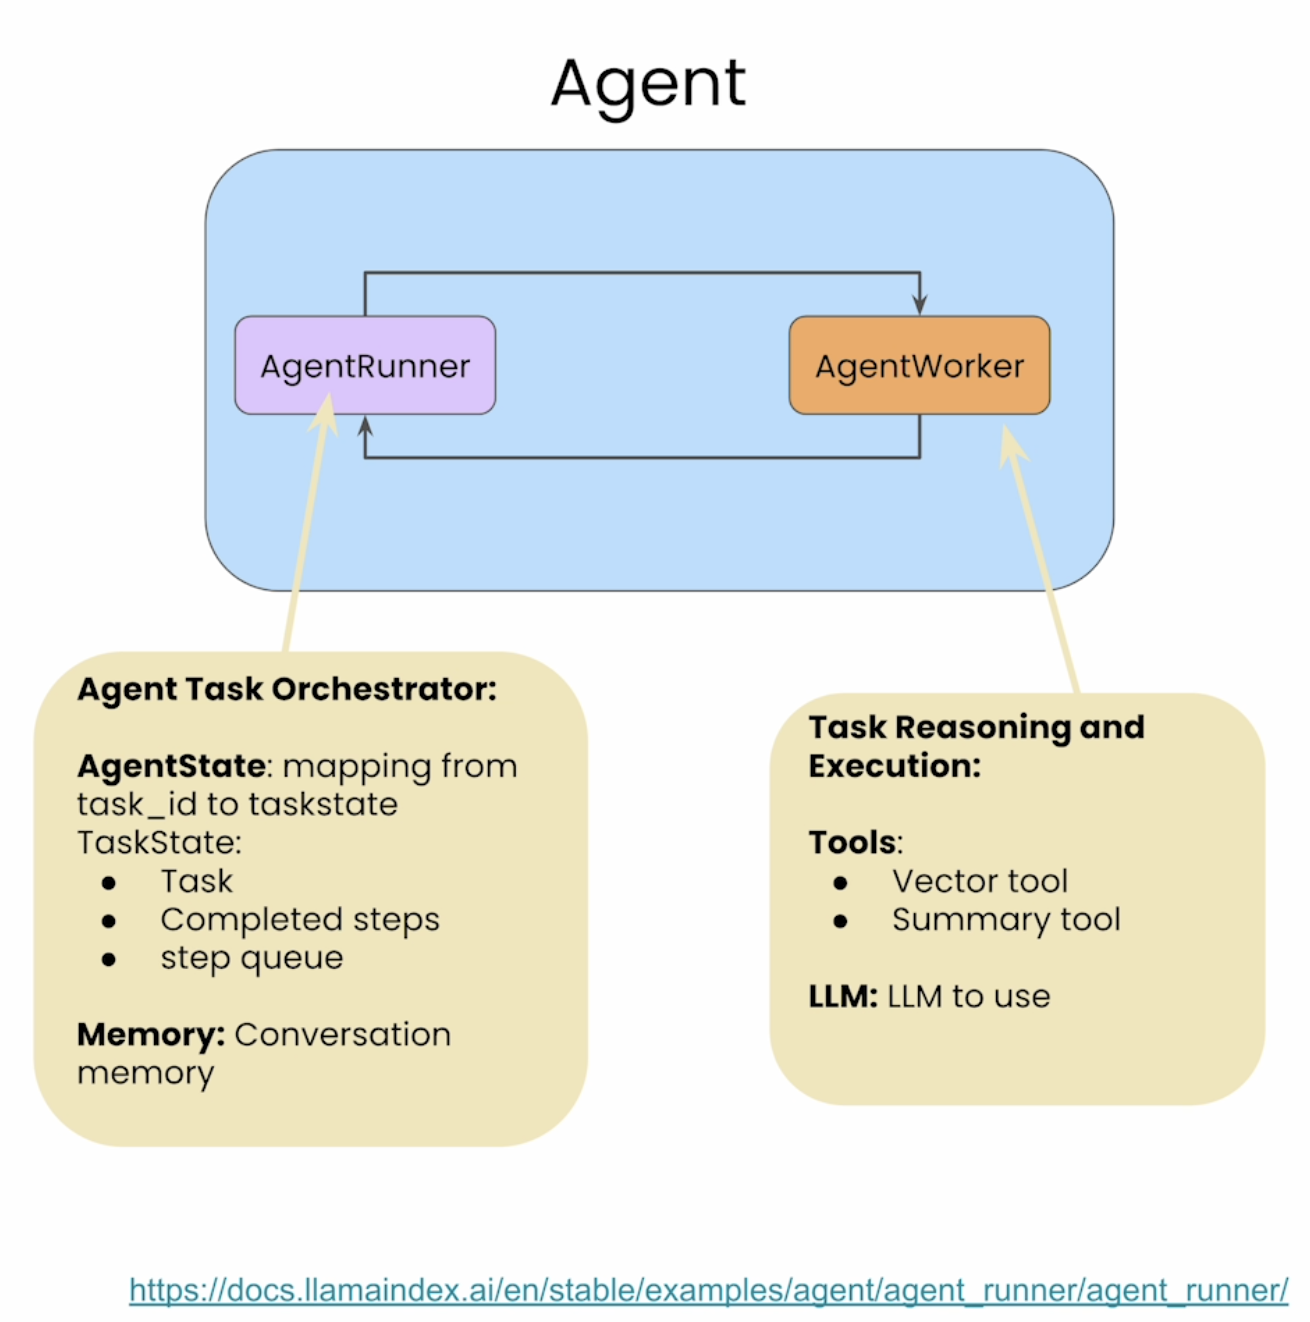 Agent
AgentRunner
AgentWorker
Agent Task Orchestrator:
AgentState: mapping from
task_id to taskstate
TaskState:
● Task
● Completed steps
● step queue
Memory: Conversation
memory
Task Reasoning and
Execution:
Tools:
● Vector tool
● Summary tool
LLM: LLM to use
https://docs.llamaindex.ai/en/stable/examples/agent/agent_runner/agent_runner/